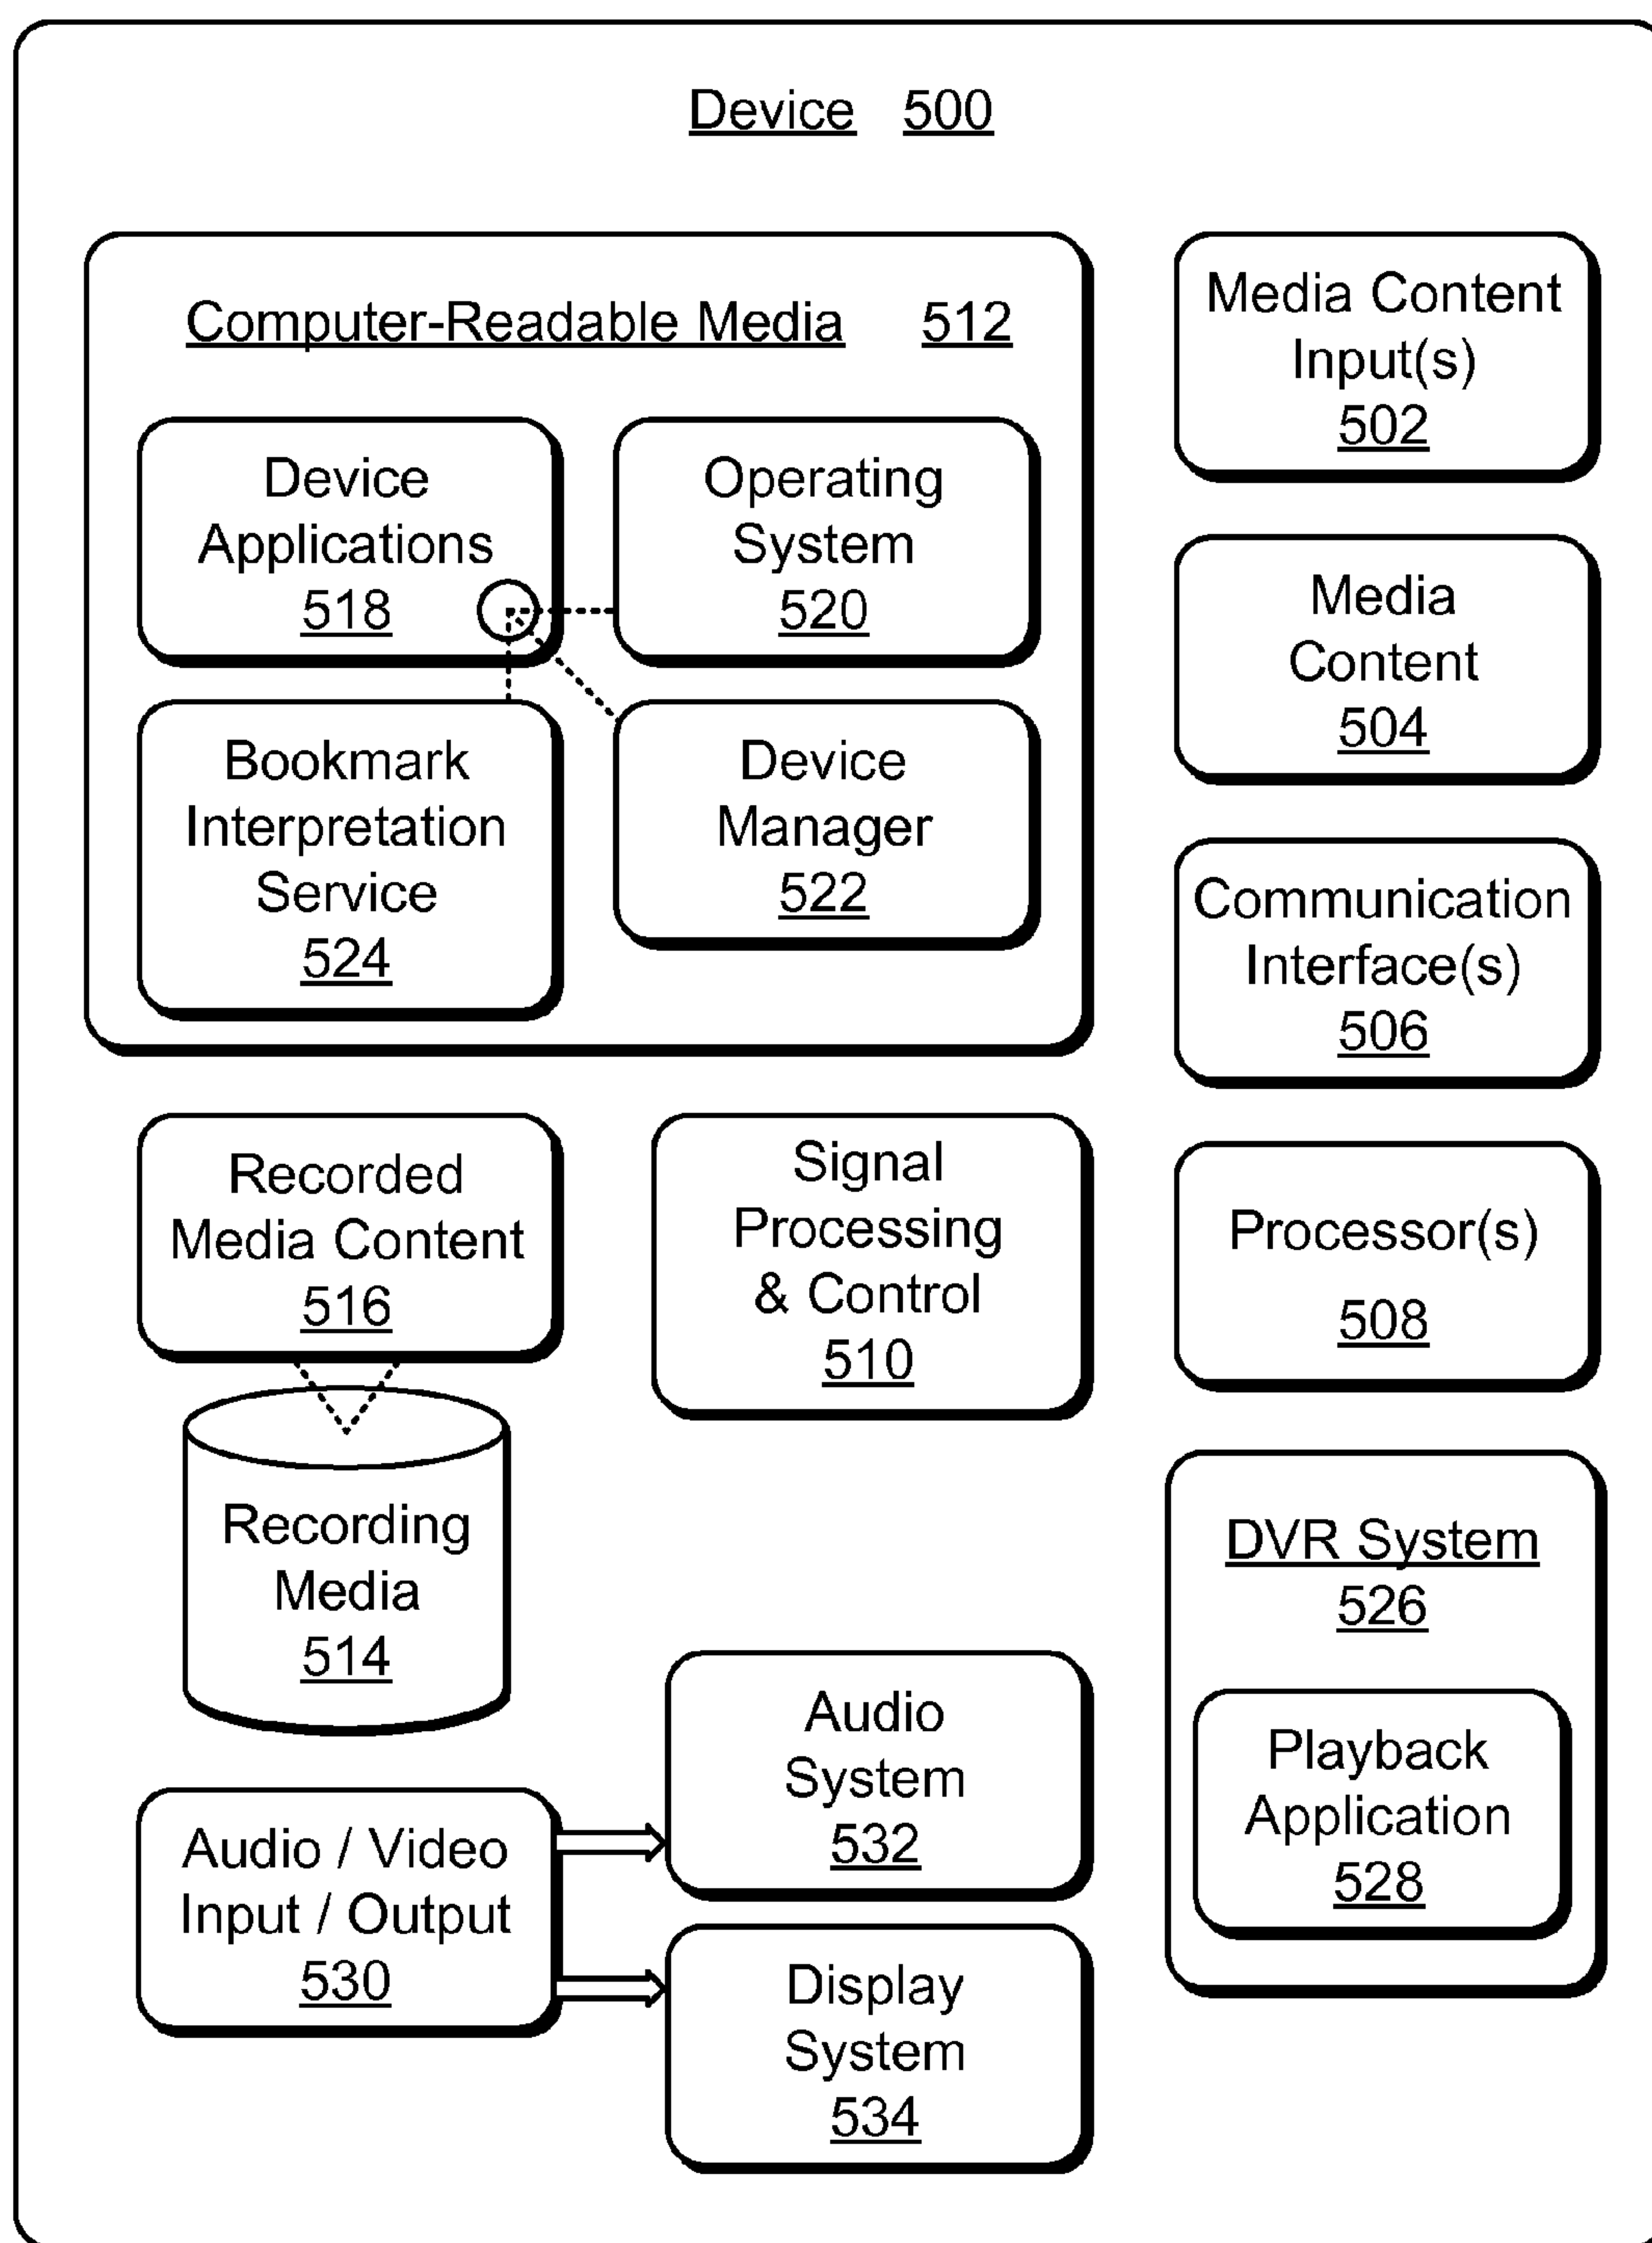 Device 500
Computer-Readable Media 512
Device
Applications
518
Operating
System
520
Bookmark
Interpretation
Service
524
Device
Manager
522
Media Content
Input(s)
502
Media
Content
504
Communication
Interface(s)
506
Processor(s)
508
Recorded
Media Content
516
Signal
Processing
& Control
510
Recording
Media
514
DVR System
526
Playback
Application
528
Audio / Video
Input / Output
530
Audio
System
532
Display
System
534